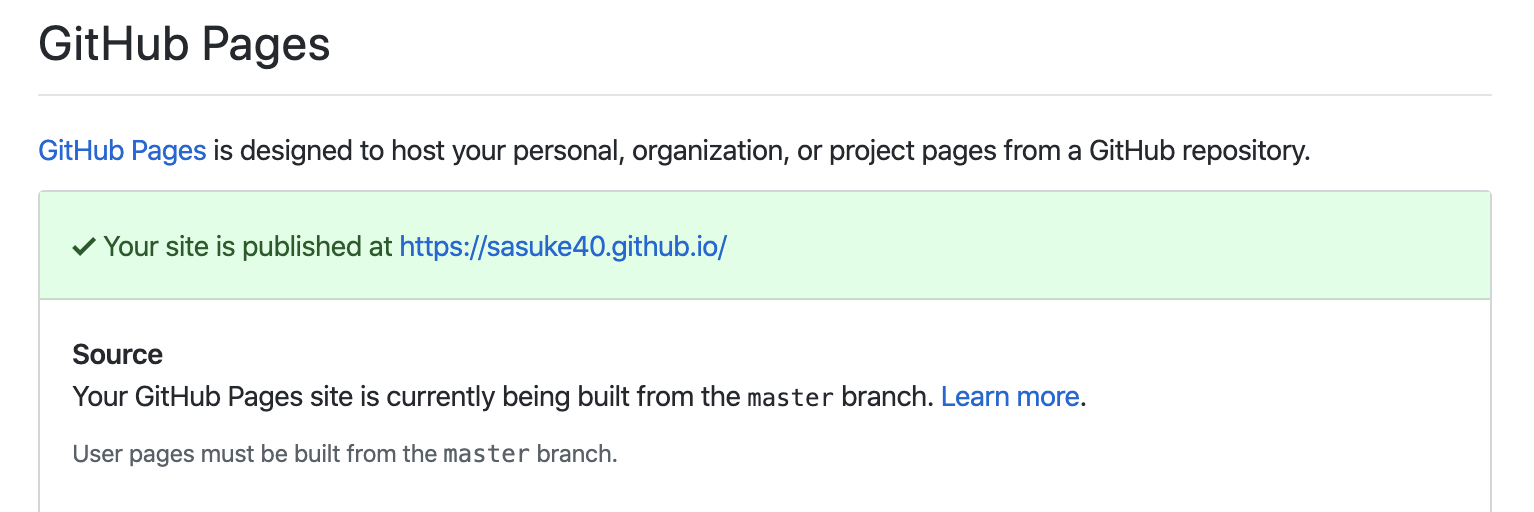 GitHub Pages
GitHub Pages is designed to host your personal, organization, or project pages from a GitHub repository.
Your site is published at https://sasuke40.github.io/
Source
Your GitHub Pages site is currently being built from the master branch. Learn more.
User pages must be built from the master branch.